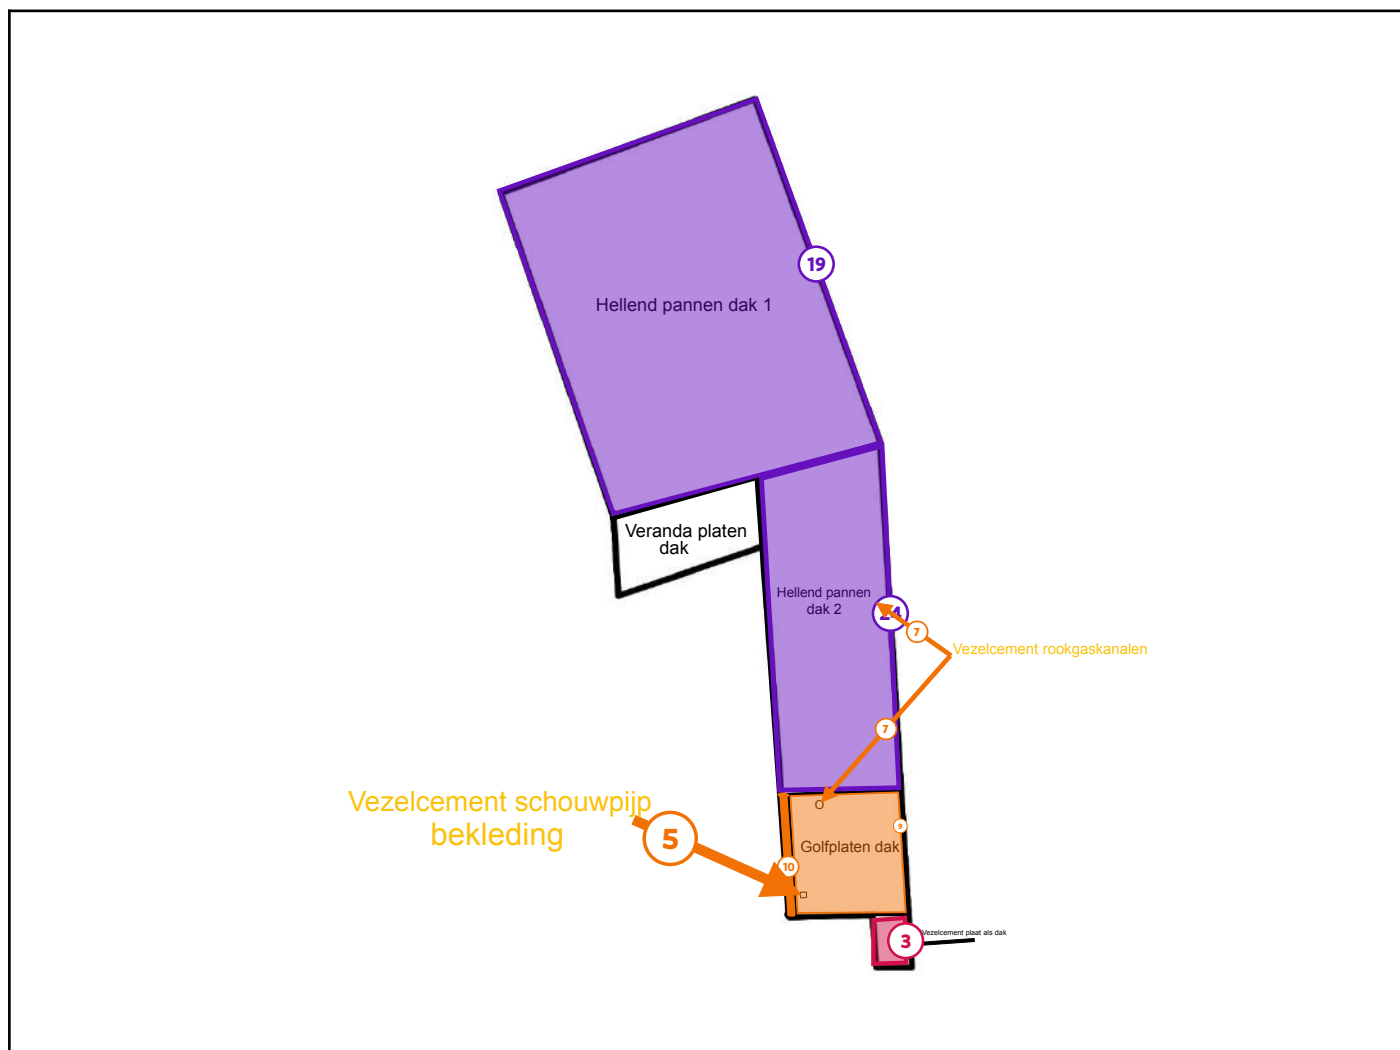 19
Hellend pannen dak 1
Veranda platen
dak
Hellend pannen
dak 2
7
Vezelcement rookgaskanalen
7
Vezelcement schouwpijp
bekleding
5
9
Golfplaten dak
10
3
Vezelcement plaat als dak